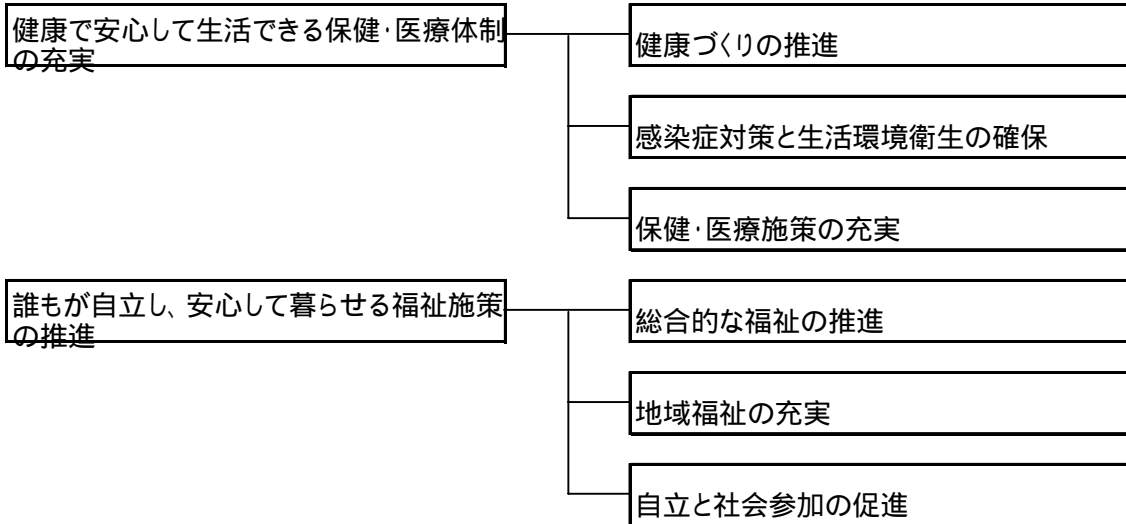 健康で安心して生活できる保健・医療体制
の充実
健康づくりの推進
感染症対策と生活環境衛生の確保
保健・医療施策の充実
誰もが自立し、安心して暮らせる福祉施策
の推進
総合的な福祉の推進
地域福祉の充実
自立と社会参加の促進